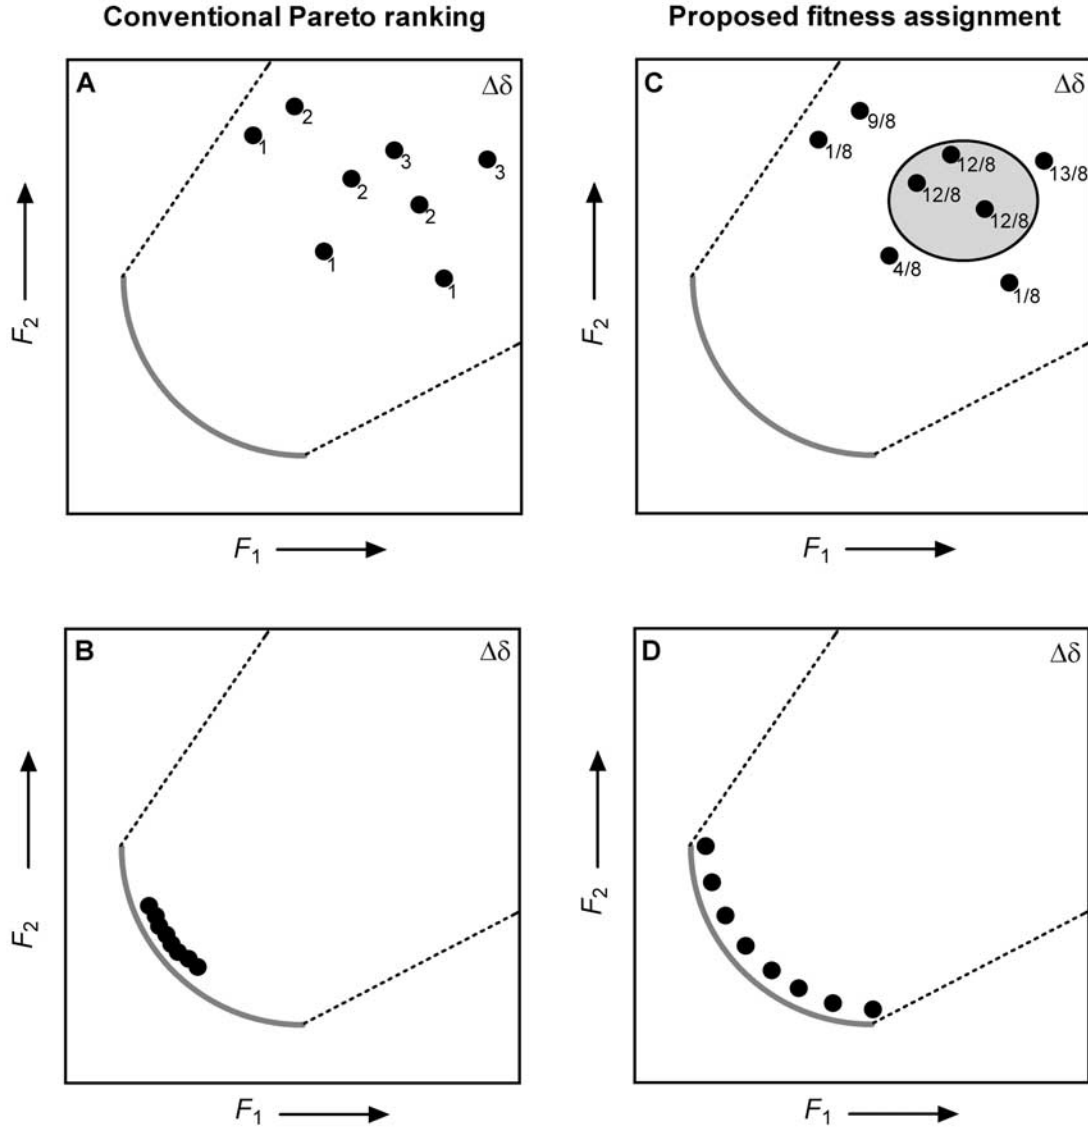 Conventional Pareto ranking
Proposed fitness assignment
A
Δδ
2
1
3
3
2
2
1
1
F2
F1
C
Δδ
9/8
1/8
12/8
13/8
12/8
12/8
4/8
1/8
F2
F1
B
Δδ
F2
F1
D
Δδ
F2
F1